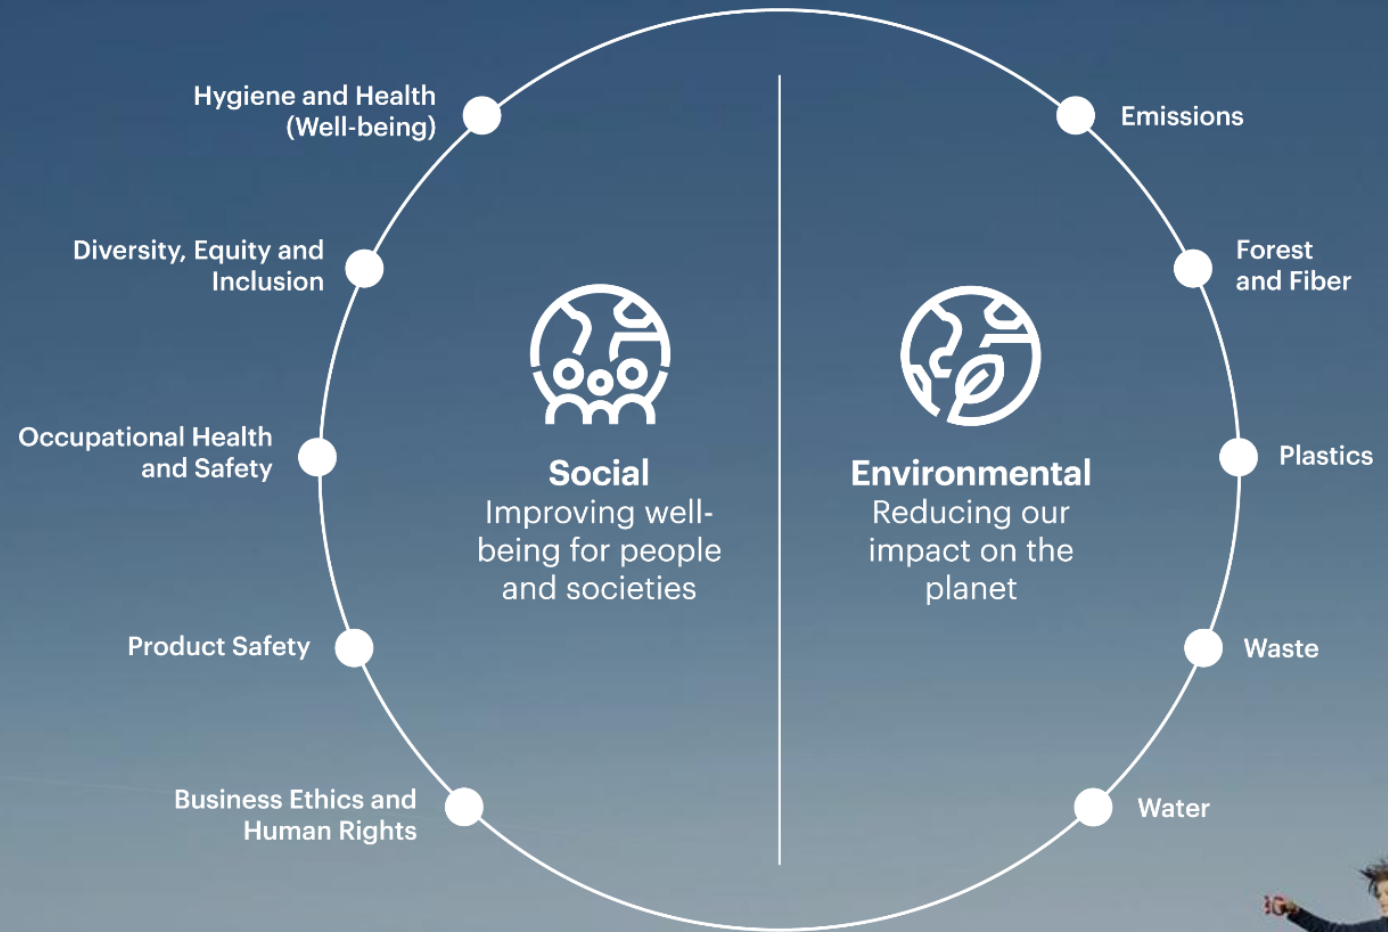 Hygiene and Health
(Well-being)
Diversity, Equity and
Inclusion
Occupational Health
and Safety
Product Safety
Business Ethics and
Human Rights
Social
Improving well-
being for people
and societies
Environmental
Reducing our
impact on the
planet
Emissions
Forest
and Fiber
Plastics
Waste
Water